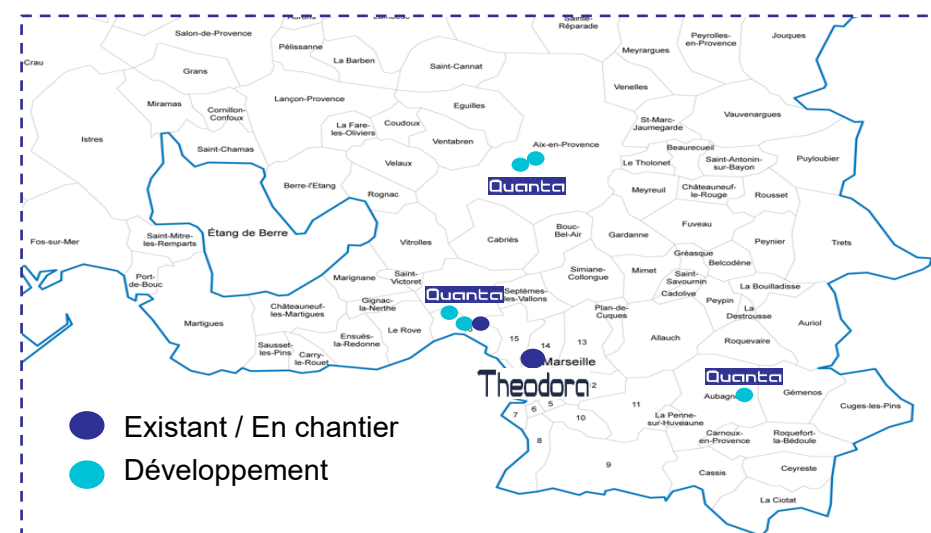 Sainte-
Réparade
Salon-de-Provence
Peyrolles-
en-Provence
Jouques
Pélissanne
Meyrargues
La Barben
Crau
Saint-Cannat
Grans
Venelles
Lançon-Provence
Miramas
Cornillon-
Confoux
Eguilles
Vauvenargues
La Fare-
les-Oliviers
Coudoux
St-Marc-
Jaumegarde
Istres
Ventabren
Aix-en-Provence
Saint-Chamas
Beaurecueil
Velaux
Le Tholonet
Saint-Antonin-
sur-Bayon
Puyloubier
Berre-l'Etang
Rognac
Quanta
Meyreuil
Châteauneuf-
le-Rouge
Rousset
Bouc-
Bel-Air
Fuveau
Étang de Berre
Gardanne
Fos-sur-Mer
Saint-Mitre-
les-Remparts
Vitrolles
Cabriès
Peynier
Trets
Gréasque
Belcodène
Port-
de-Bouc
Marignane
Saint-
Victoret
Simiane-
Collongue
Mimet
Saint-
Savournin
La Bouilladisse
Quanta
Septèmes-
les-Vallons
Cadolive
Peypin
Châteauneuf-
les-Martigues
Gignac-
la-Nerthe
Plan-de-
Cuques
La
Destrousse
Martigues
Le Rove
Auriol
Ensuès-
la-Redonne
15
14
13
Allauch
Roquevaire
Sausset-
les-Pins
Carry-
le-Rouet
Marseille
Theodora
Quanta
Aubagne
Gémenos
Cuges-les-Pins
5
6
7
10
11
La Penne-
sur-Huveaune
Existant / En chantier
Carnoux-
en-Provence
Roquefort-
la-Bédoule
8
9
Développement
Cassis
Ceyreste
La Ciotat